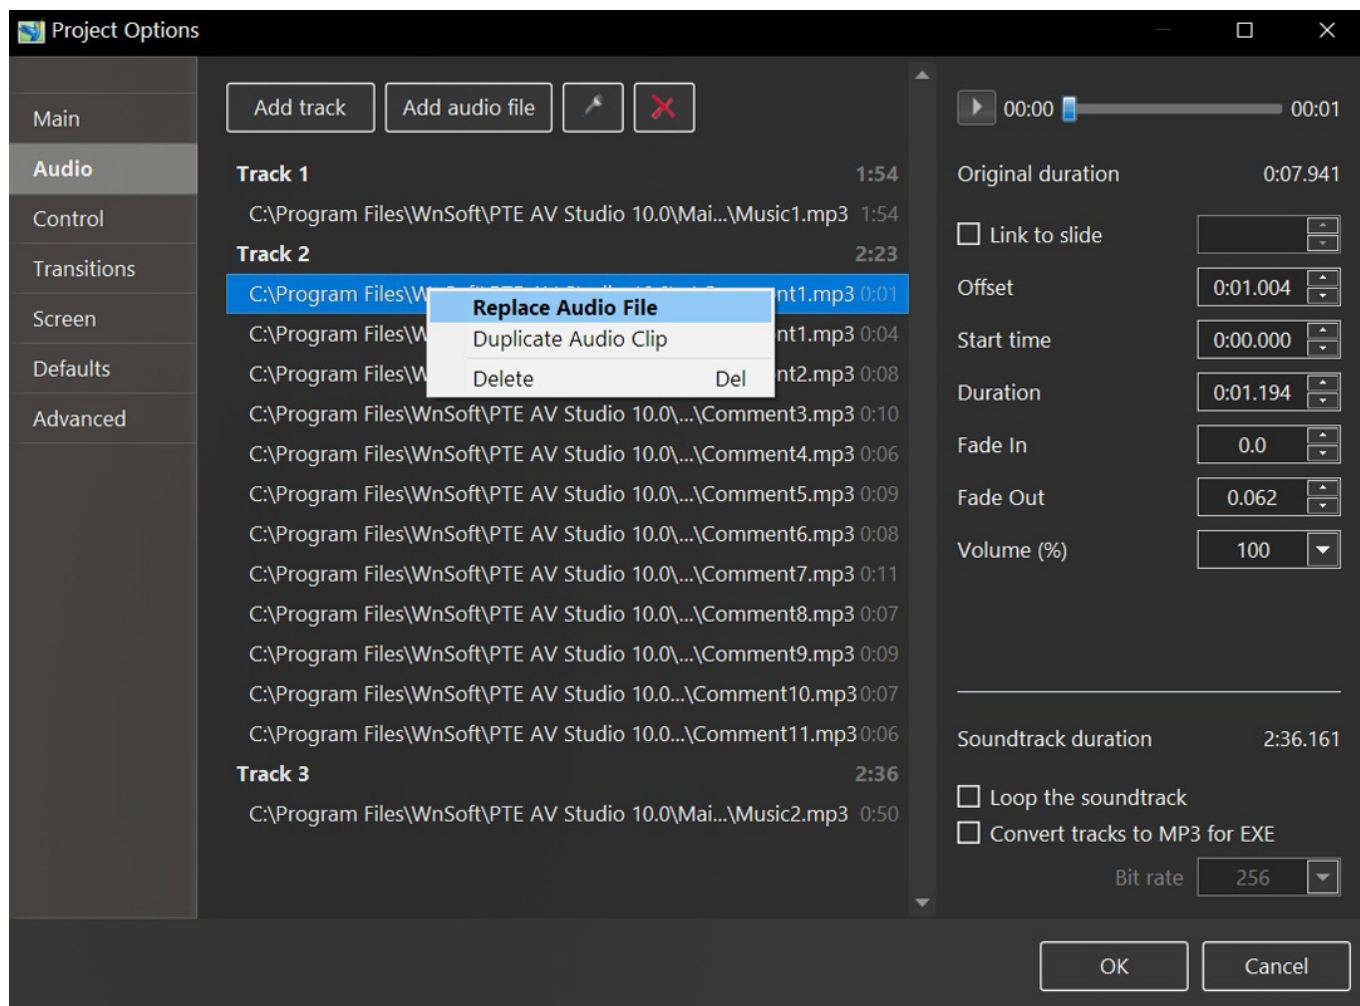 Project Options
Main
Audio
Control
Transitions
Screen
Defaults
Advanced
Add track Add audio file
Track 1 1:54
C:\Program Files\WnSoft\PTE AV Studio 10.0\Mai...\Music1.mp3 1:54
Track 2 2:23
C:\Program Files\W nt1.mp3 0:01
Replace Audio File
C:\Program Files\W nt1.mp3 0:04
Duplicate Audio Clip
C:\Program Files\W nt2.mp3 0:08
Delete Del
C:\Program Files\WnSoft\PTE AV Studio 10.0\...\Comment3.mp3 0:10
C:\Program Files\WnSoft\PTE AV Studio 10.0\...\Comment4.mp3 0:06
C:\Program Files\WnSoft\PTE AV Studio 10.0\...\Comment5.mp3 0:09
C:\Program Files\WnSoft\PTE AV Studio 10.0\...\Comment6.mp3 0:08
C:\Program Files\WnSoft\PTE AV Studio 10.0\...\Comment7.mp3 0:11
C:\Program Files\WnSoft\PTE AV Studio 10.0\...\Comment8.mp3 0:07
C:\Program Files\WnSoft\PTE AV Studio 10.0\...\Comment9.mp3 0:09
C:\Program Files\WnSoft\PTE AV Studio 10.0...\Comment10.mp3 0:07
C:\Program Files\WnSoft\PTE AV Studio 10.0...\Comment11.mp3 0:06
Track 3 2:36
C:\Program Files\WnSoft\PTE AV Studio 10.0\Mai...\Music2.mp3 0:50
00:00 00:01
Original duration 0:07.941
Link to slide
Offset 0:01.004
Start time 0:00.000
Duration 0:01.194
Fade In 0.0
Fade Out 0.062
Volume (%) 100
Soundtrack duration 2:36.161
Loop the soundtrack
Convert tracks to MP3 for EXE
Bit rate 256
OK Cancel